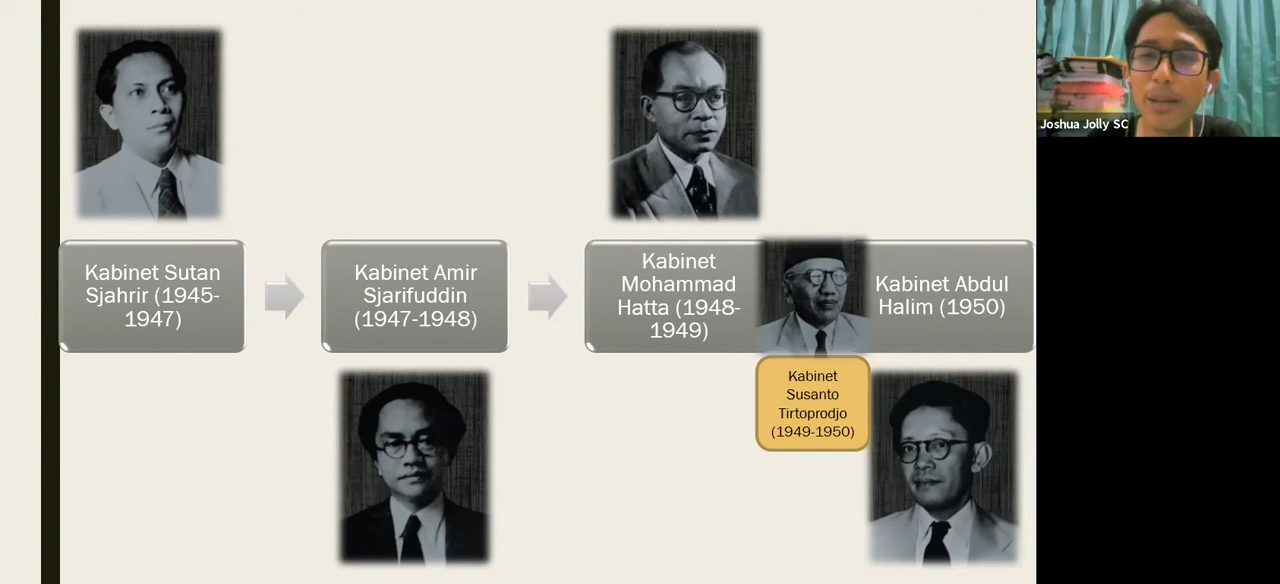 Kabinet Sutan
Sjahrir (1945-
1947)
Kabinet Amir
Sjarifuddin
(1947-1948)
Kabinet
Mohammad
Hatta (1948-
1949)
Kabinet
Susanto
Tirtoprodjo
(1949-1950)
Kabinet Abdul
Halim (1950)
Joshua Jolly SC